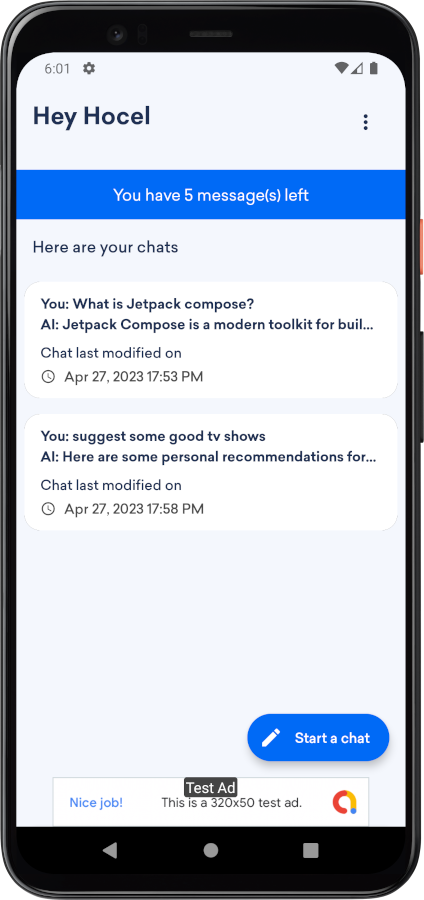 6:01
Hey Hocel
You have 5 message(s) left
Here are your chats
You: What is Jetpack compose?
AI: Jetpack Compose is a modern toolkit for buil...
Chat last modified on
Apr 27, 2023 17:53 PM
You: suggest some good tv shows
AI: Here are some personal recommendations for...
Chat last modified on
Apr 27, 2023 17:58 PM
Start a chat
Test Ad
Nice job! This is a 320x50 test ad.